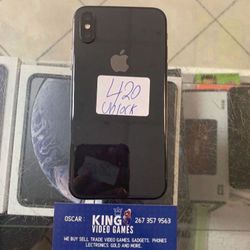 420
unlock
OSCAR :
KING
267 357 9563
VIDEO GAMES
WE BUY SELL TRADE VIDEO GAMES. GADGETS. PHONES
LECTRONICS. GOLD AND MORE.